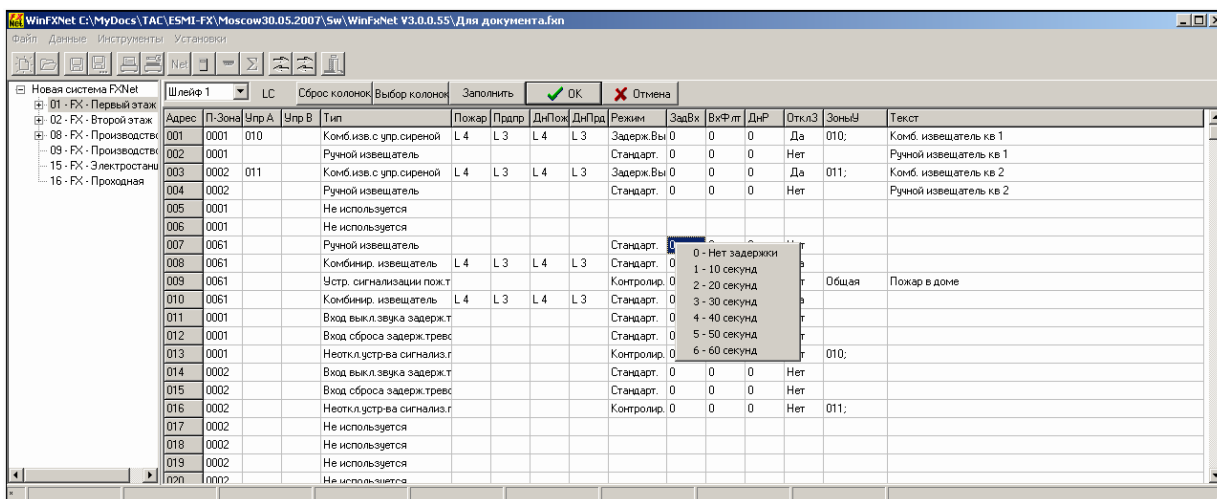 WinFXNet C:\MyDocs\TAC\ESMI-FX\Moscow30.05.2007\Sw\WinFxNet V3.0.0.55\Для документа.fxn
Файл Данные Инструменты Установки
Net
Новая система FXNet
01 - FX - Первый этаж
02 - FX - Второй этаж
08 - FX - Производство
09 - FX - Производство
15 - FX - Электростанц
16 - FX - Проходная
Шлейф 1 LC Сброс колонок Выбор колонок Заполнить OK Отмена
Адрес П-Зона Упр А Упр В Тип Пожар Прдпр ДнПож ДнПрд Режим ЗадВх ВхФлт ДнР ОтклЗ ЗоныУ Текст
001 0001 010 Комб.изв.с упр.сиреной L 4 L 3 L 4 L 3 Задерж.Вы 0 0 0 Да 010; Комб. извещатель кв 1
002 0001 Ручной извещатель Стандарт. 0 0 0 Нет Ручной извещатель кв 1
003 0002 011 Комб.изв.с упр.сиреной L 4 L 3 L 4 L 3 Задерж.Вы 0 0 0 Да 011; Комб. извещатель кв 2
004 0002 Ручной извещатель Стандарт. 0 0 0 Нет Ручной извещатель кв 2
005 0001 Не используется
006 0001 Не используется
007 0061 Ручной извещатель Стандарт. 0
008 0061 Комбинир. извещатель L 4 L 3 L 4 L 3 Стандарт. 0
009 0061 Устр. сигнализации пож.т Контролир. 0 Общая Пожар в доме
010 0061 Комбинир. извещатель L 4 L 3 L 4 L 3 Стандарт. 0
011 0001 Вход выкл.звука задерж.т Стандарт. 0
012 0001 Вход сброса задерж.трево Стандарт. 0
013 0001 Неоткл.устр-ва сигнализ.г Контролир. 0 010;
014 0002 Вход выкл.звука задерж.т Стандарт. 0 0 0 Нет
015 0002 Вход сброса задерж.трево Стандарт. 0 0 0 Нет
016 0002 Неоткл.устр-ва сигнализ.г Контролир. 0 0 0 Нет 011;
017 0002 Не используется
018 0002 Не используется
019 0002 Не используется
020 0002 Не используется
0 - Нет задержки
1 - 10 секунд
2 - 20 секунд
3 - 30 секунд
4 - 40 секунд
5 - 50 секунд
6 - 60 секунд